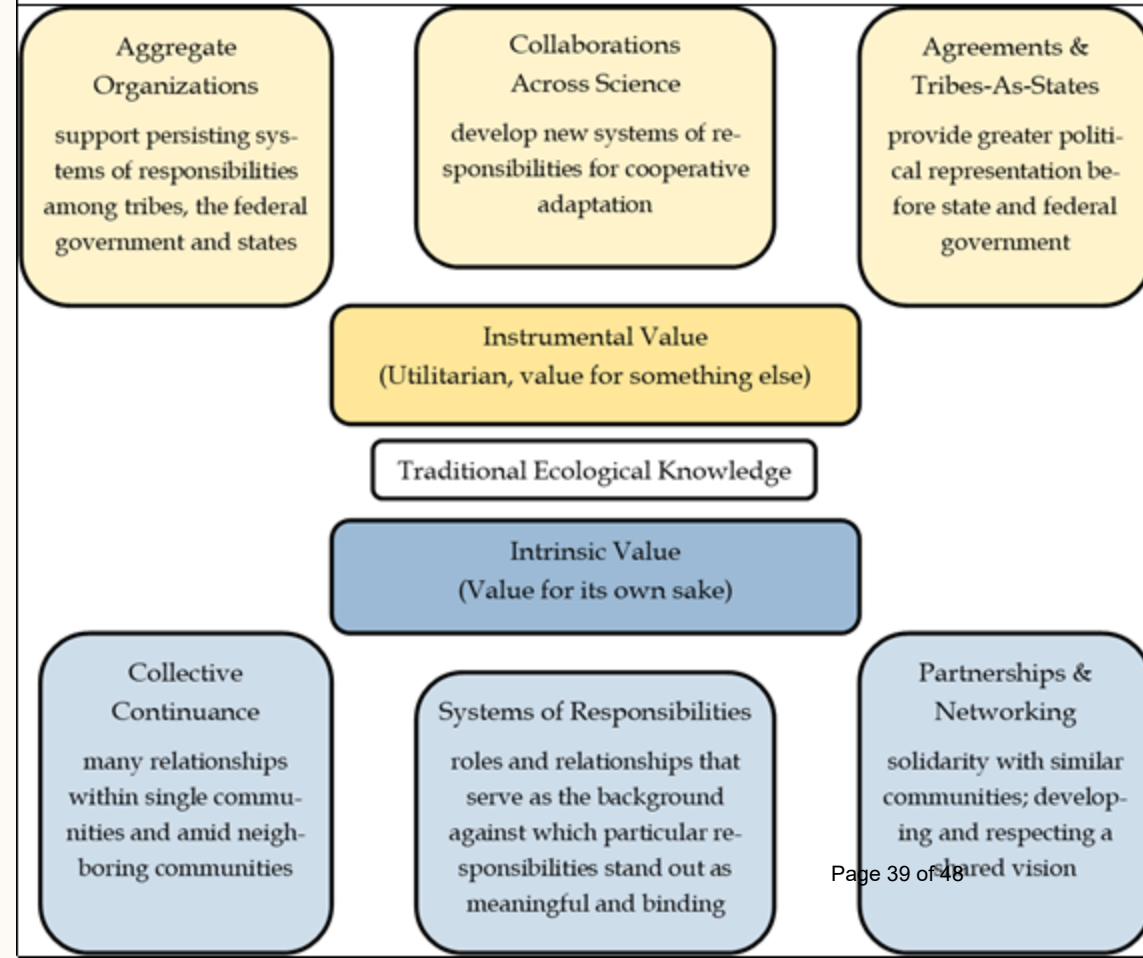 Aggregate
Organizations
support persisting sys-
tems of responsibilities
among tribes, the federal
government and states
Collaborations
Across Science
develop new systems of re-
sponsibilities for cooperative
adaptation
Agreements &
Tribes-As-States
provide greater politi-
cal representation be-
fore state and federal
government
Instrumental Value
(Utilitarian, value for something else)
Traditional Ecological Knowledge
Intrinsic Value
(Value for its own sake)
Collective
Continuance
many relationships
within single commu-
nities and amid neigh-
boring communities
Systems of Responsibilities
roles and relationships that
serve as the background
against which particular re-
sponsibilities stand out as
meaningful and binding
Partnerships &
Networking
solidarity with similar
communities; develop-
ing and respecting a
shared vision
Page 39 of 48